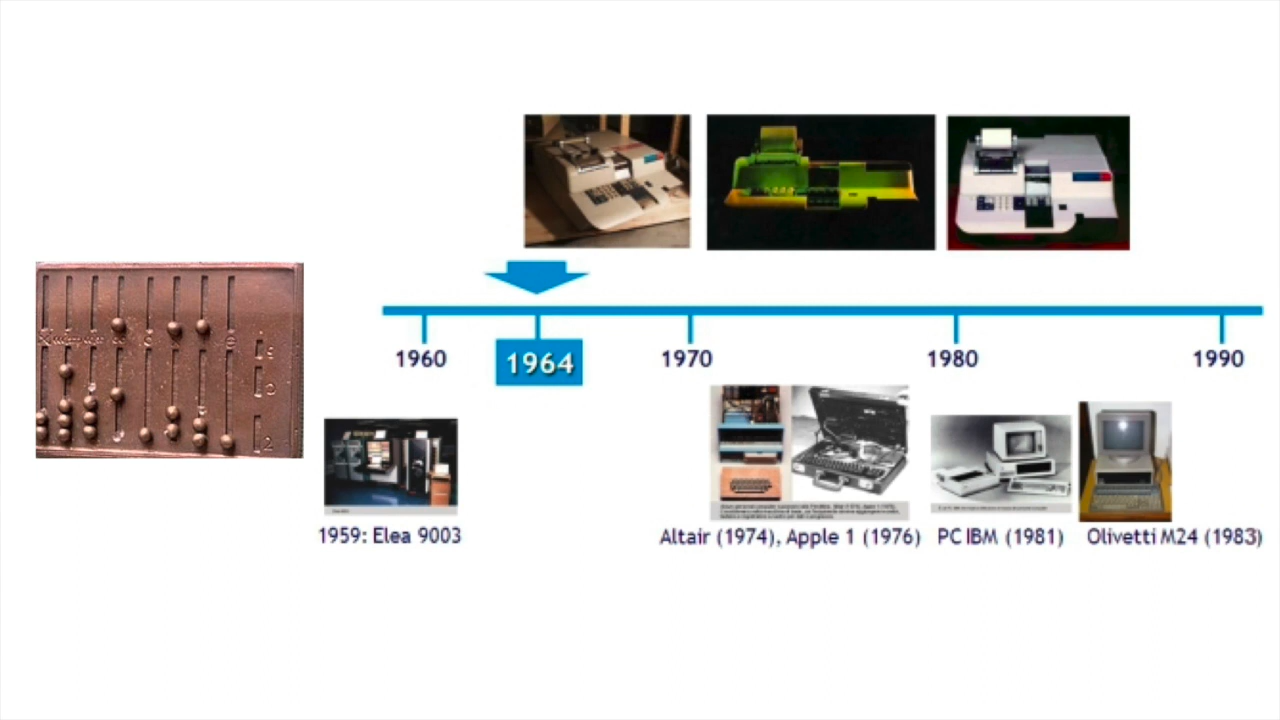 1960
1964
1970
1980
1990
1959: Elea 9003
Altair (1974), Apple 1 (1976)
PC IBM (1981)
Olivetti M24 (1983)